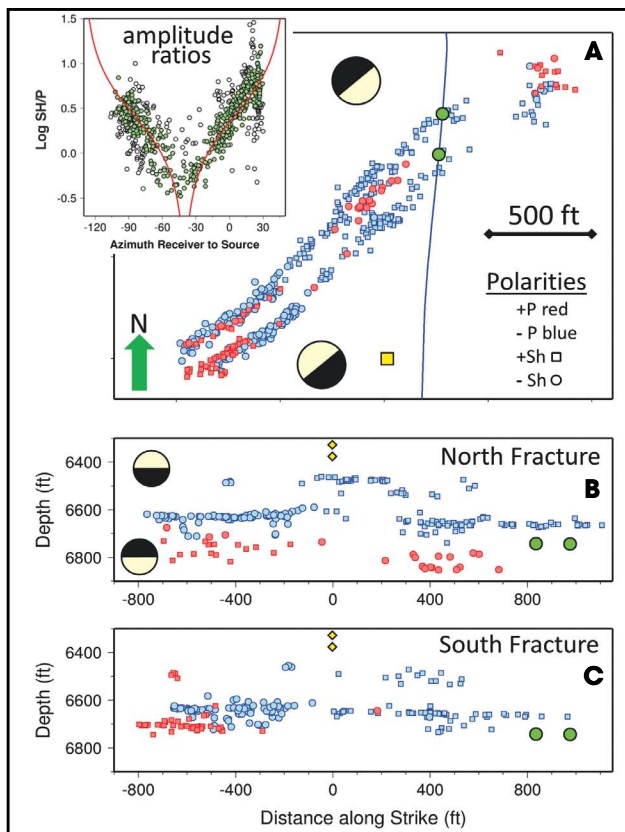 amplitude
ratios
A
1.5
1.0
0.5
0.0
-0.5
Log SH/P
-120 -90 -60 -30 0 30
Azimuth Receiver to Source
500 ft
Polarities
+P red
- P blue
+Sh
- Sh
N
North Fracture
B
6400
6600
6800
Depth (ft)
-800 -400 0 400 800
South Fracture
C
6400
6600
6800
Depth (ft)
-800 -400 0 400 800
Distance along Strike (ft)